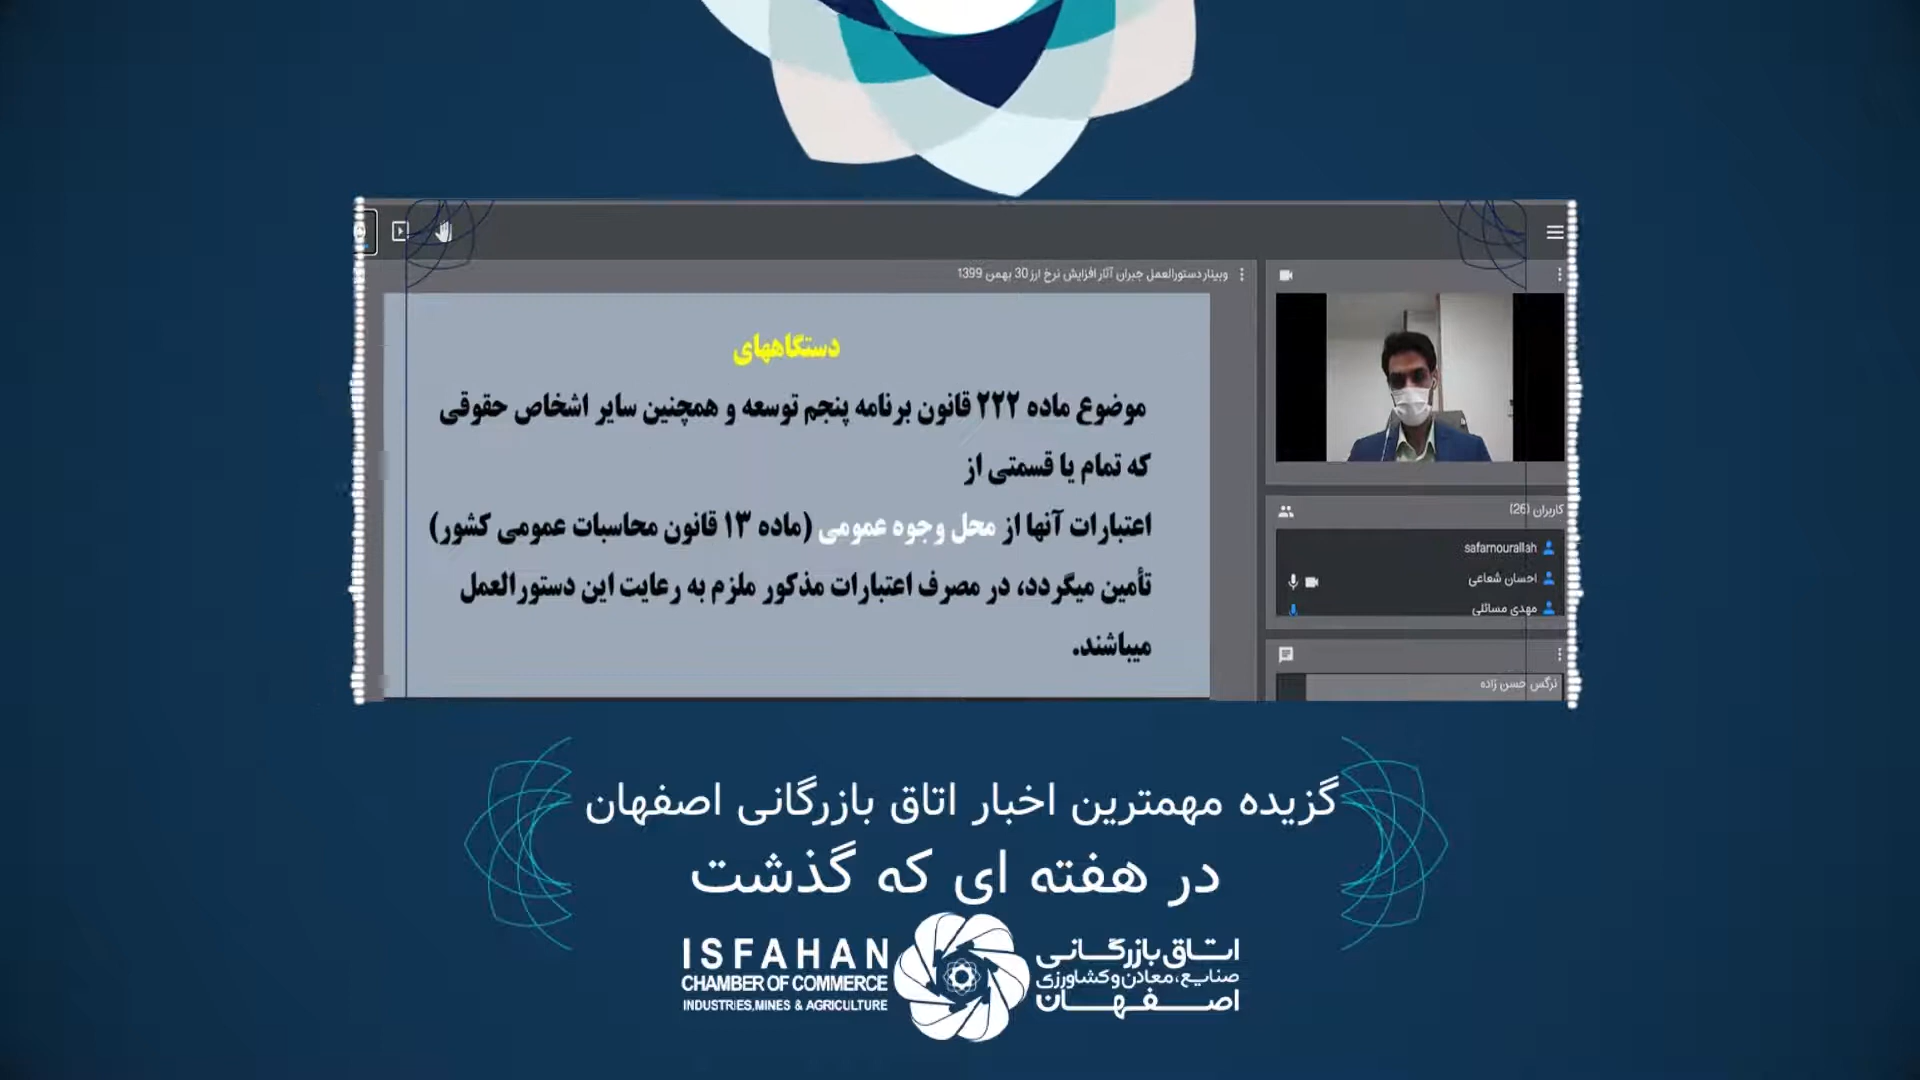 وبینار دستورالعمل جبران آثار افزایش نرخ ارز 30 بهمن 1399
دستگاههای
موضوع ماده ۲۲۲ قانون برنامه پنجم توسعه و همچنین سایر اشخاص حقوقی
که تمام یا قسمتی از
اعتبارات آنها از محل وجوه عمومی (ماده ۱۳ قانون محاسبات عمومی کشور)
تأمین میگردد، در مصرف اعتبارات مذکور ملزم به رعایت این دستورالعمل
میباشند.
کاربران (26)
safarnourallah
احسان شعاعی
مهدی مسائلی
نرگس حسن زاده
گزیده مهمترین اخبار اتاق بازرگانی اصفهان
در هفته ای که گذشت
ISFAHAN
CHAMBER OF COMMERCE
INDUSTRIES,MINES & AGRICULTURE
اتاق بازرگانی
صنایع، معادن و کشاورزی
اصفهان